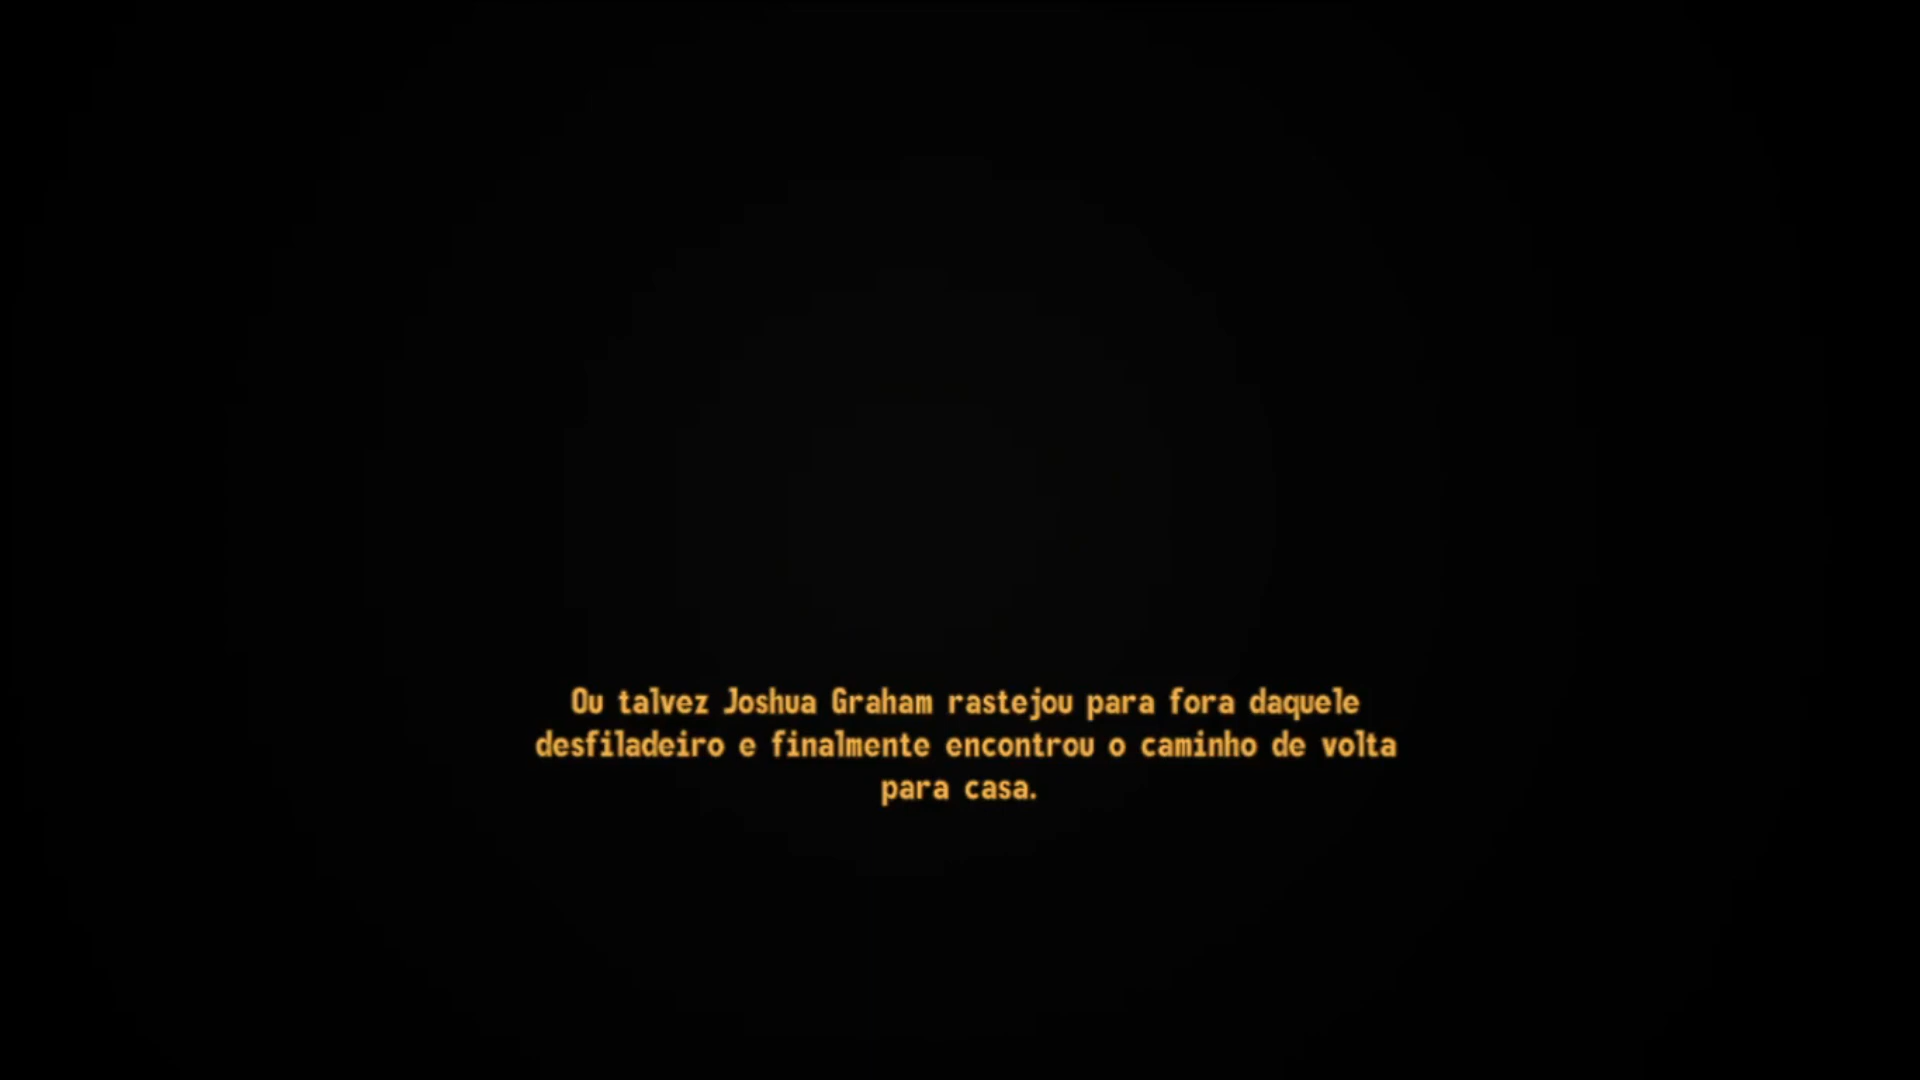 Ou talvez Joshua Graham rastejou para fora daquele
desfiladeiro e finalmente encontrou o caminho de volta
para casa.